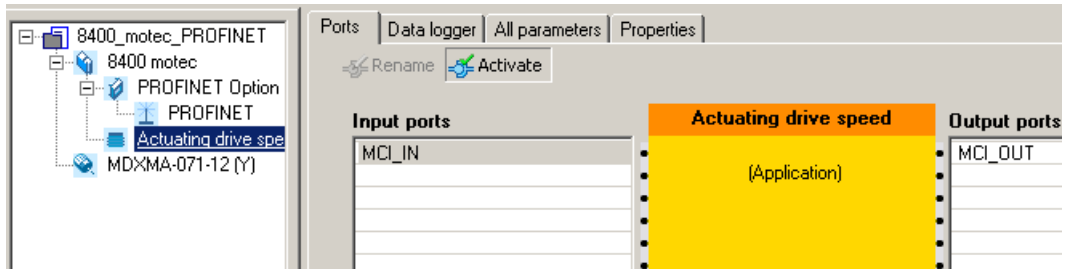 8400_motec_PROFINET
8400 motec
PROFINET Option
PROFINET
Actuating drive spe
MDXMA-071-12 (Y)
Ports Data logger All parameters Properties
Rename Activate
Input ports Actuating drive speed Output ports
MCI_IN (Application) MCI_OUT